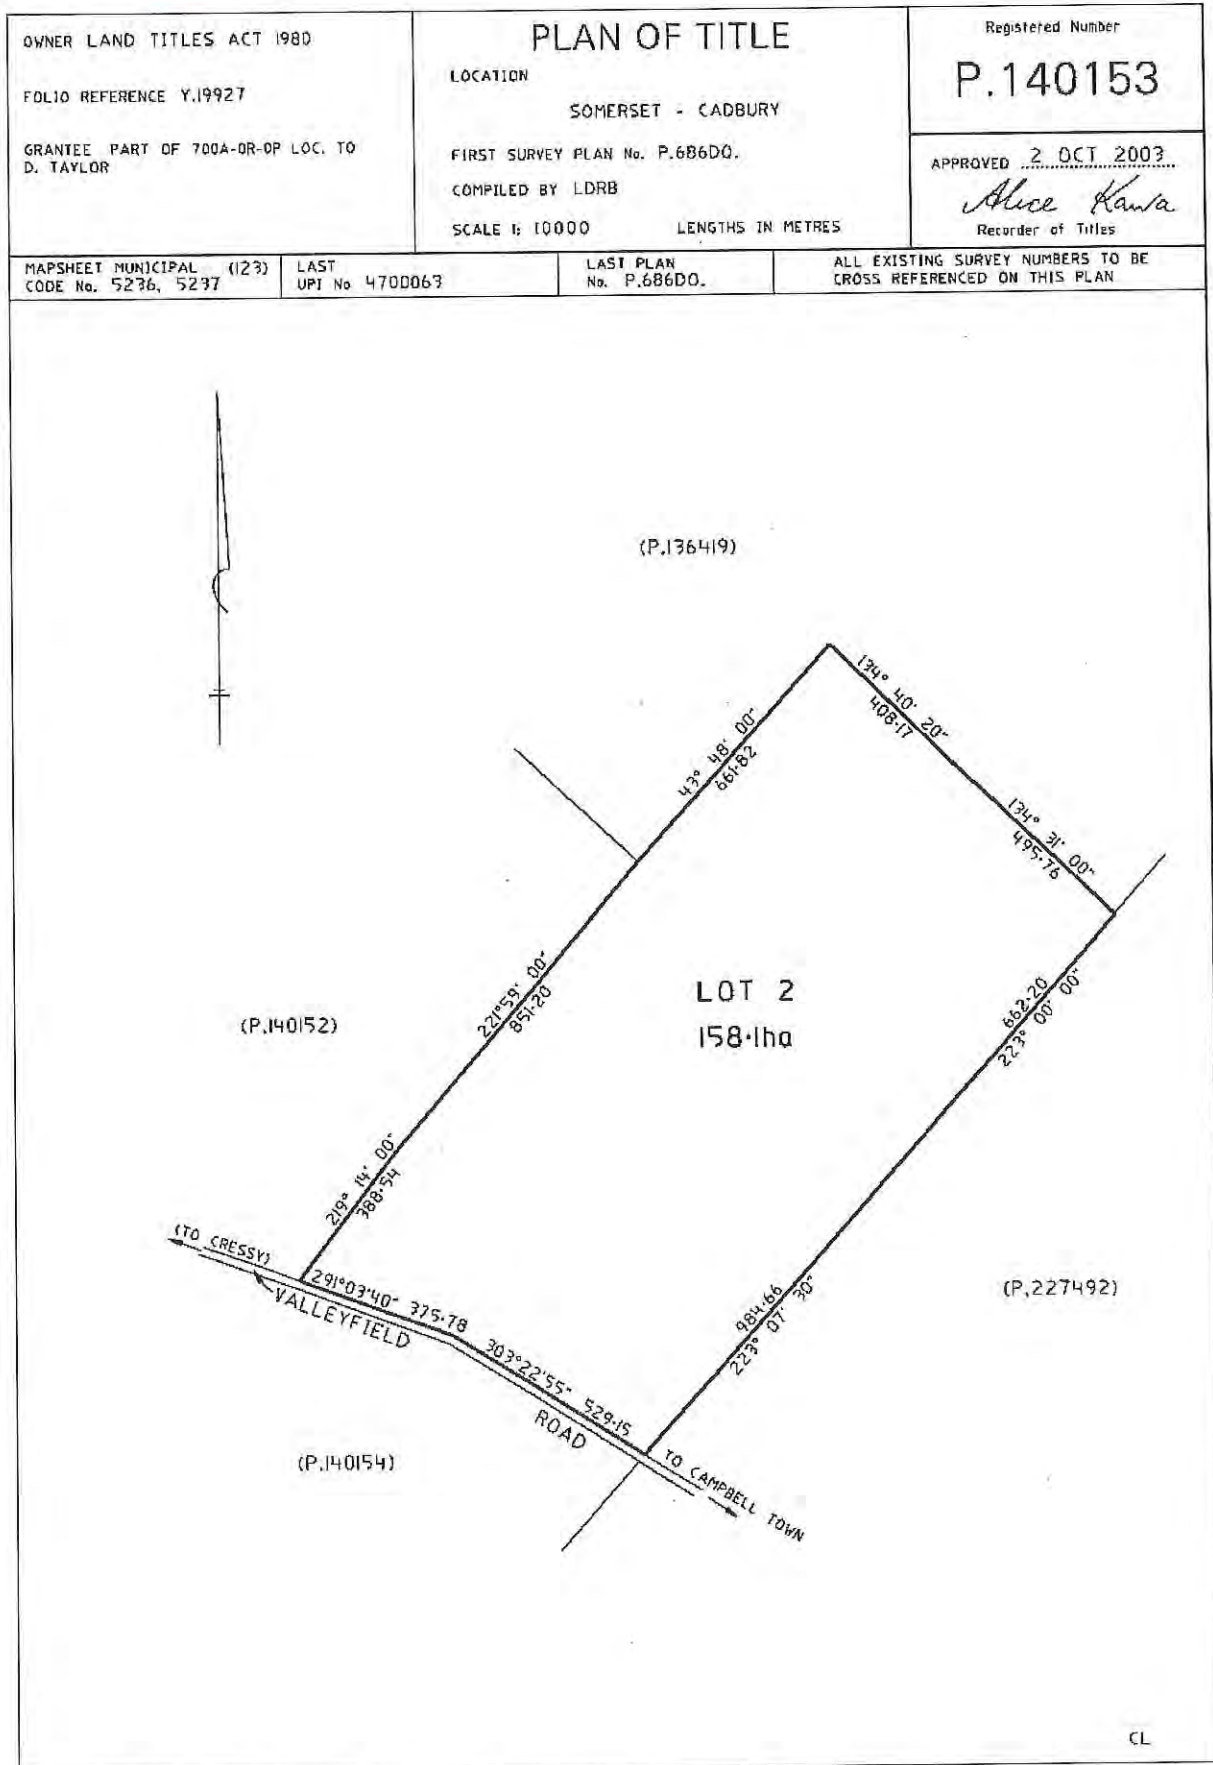 OWNER LAND TITLES ACT 1980
FOLIO REFERENCE Y.19927
GRANTEE PART OF 700A-0R-0P LOC. TO
D. TAYLOR
PLAN OF TITLE
LOCATION
SOMERSET - CADBURY
FIRST SURVEY PLAN No. P.686DO.
COMPILED BY LDRB
SCALE 1: 10000 LENGTHS IN METRES
Registered Number
P.140153
APPROVED 2 OCT 2003
Alice Kawa
Recorder of Titles
MAPSHEET MUNICIPAL (123)
CODE No. 5236, 5237
LAST
UPI No 4700063
LAST PLAN
No. P.686DO.
ALL EXISTING SURVEY NUMBERS TO BE
CROSS REFERENCED ON THIS PLAN
(P.136419)
134° 40' 20"
408·17
43° 48' 00"
661·82
134° 31' 00"
495·76
221°59' 00"
851·20
LOT 2
158·1ha
662·20
223° 00' 00"
(P.140152)
219° 14' 00"
388·54
(TO CRESSY)
291°03'40" 375·78
VALLEYFIELD
984·66
223° 07' 30"
(P.227492)
303°22'55" 529·15
ROAD
(P.140154)
TO CAMPBELL TOWN
CL